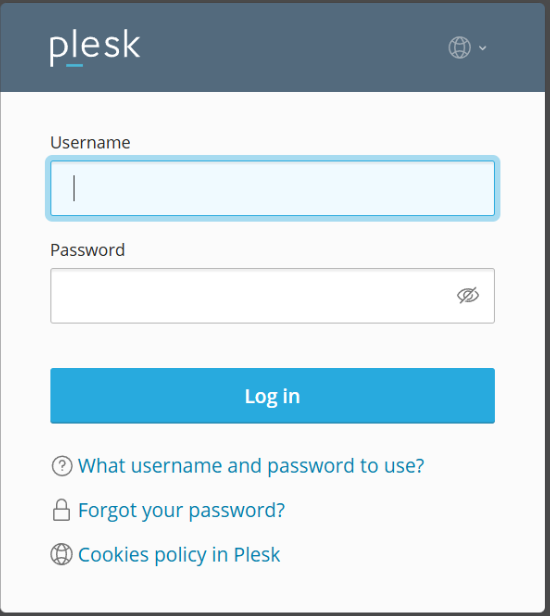 plesk
Username
Password
Log in
What username and password to use?
Forgot your password?
Cookies policy in Plesk